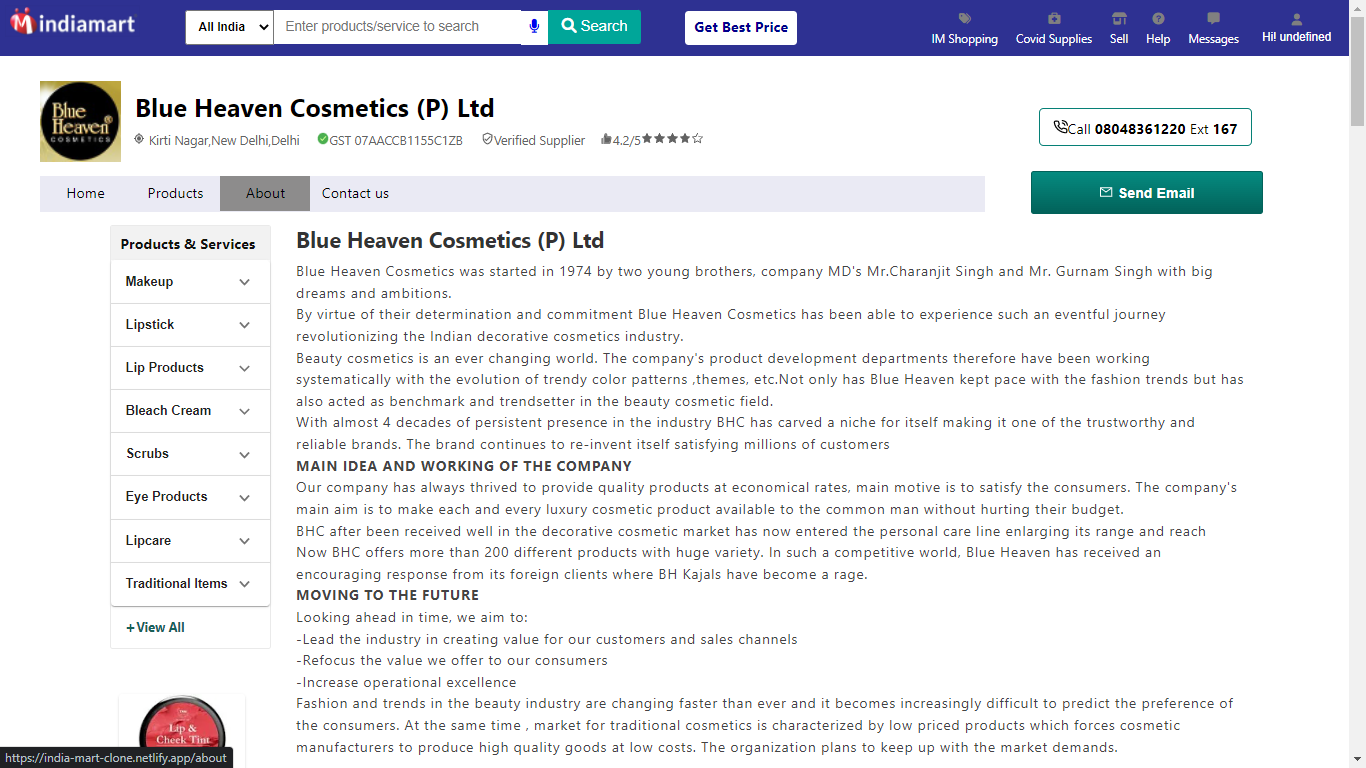 indiamart
All India
Enter products/service to search
Search
Get Best Price
IM Shopping
Covid Supplies
Sell
Help
Messages
Hi! undefined
Blue Heaven® COSMETICS
Blue Heaven Cosmetics (P) Ltd
Kirti Nagar,New Delhi,Delhi
GST 07AACCB1155C1ZB
Verified Supplier
4.2/5
Call 08048361220 Ext 167
Home
Products
About
Contact us
Send Email
Products & Services
Makeup
Lipstick
Lip Products
Bleach Cream
Scrubs
Eye Products
Lipcare
Traditional Items
+View All
Blue Heaven Cosmetics (P) Ltd
Blue Heaven Cosmetics was started in 1974 by two young brothers, company MD's Mr.Charanjit Singh and Mr. Gurnam Singh with big
dreams and ambitions.
By virtue of their determination and commitment Blue Heaven Cosmetics has been able to experience such an eventful journey
revolutionizing the Indian decorative cosmetics industry.
Beauty cosmetics is an ever changing world. The company's product development departments therefore have been working
systematically with the evolution of trendy color patterns ,themes, etc.Not only has Blue Heaven kept pace with the fashion trends but has
also acted as benchmark and trendsetter in the beauty cosmetic field.
With almost 4 decades of persistent presence in the industry BHC has carved a niche for itself making it one of the trustworthy and
reliable brands. The brand continues to re-invent itself satisfying millions of customers
MAIN IDEA AND WORKING OF THE COMPANY
Our company has always thrived to provide quality products at economical rates, main motive is to satisfy the consumers. The company's
main aim is to make each and every luxury cosmetic product available to the common man without hurting their budget.
BHC after been received well in the decorative cosmetic market has now entered the personal care line enlarging its range and reach
Now BHC offers more than 200 different products with huge variety. In such a competitive world, Blue Heaven has received an
encouraging response from its foreign clients where BH Kajals have become a rage.
MOVING TO THE FUTURE
Looking ahead in time, we aim to:
-Lead the industry in creating value for our customers and sales channels
-Refocus the value we offer to our consumers
-Increase operational excellence
Fashion and trends in the beauty industry are changing faster than ever and it becomes increasingly difficult to predict the preference of
the consumers. At the same time , market for traditional cosmetics is characterized by low priced products which forces cosmetic
manufacturers to produce high quality goods at low costs. The organization plans to keep up with the market demands.
Lip &
Cheek Tint
https://india-mart-clone.netlify.app/about